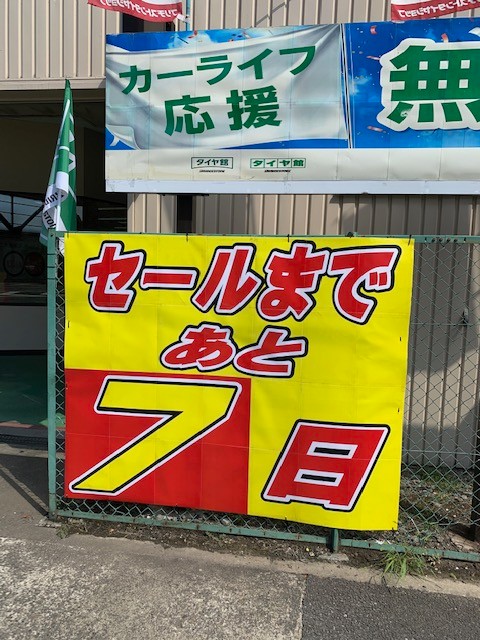 カーライフ
応援
無
タイヤ館
タイヤ館
セールまで
あと
7日